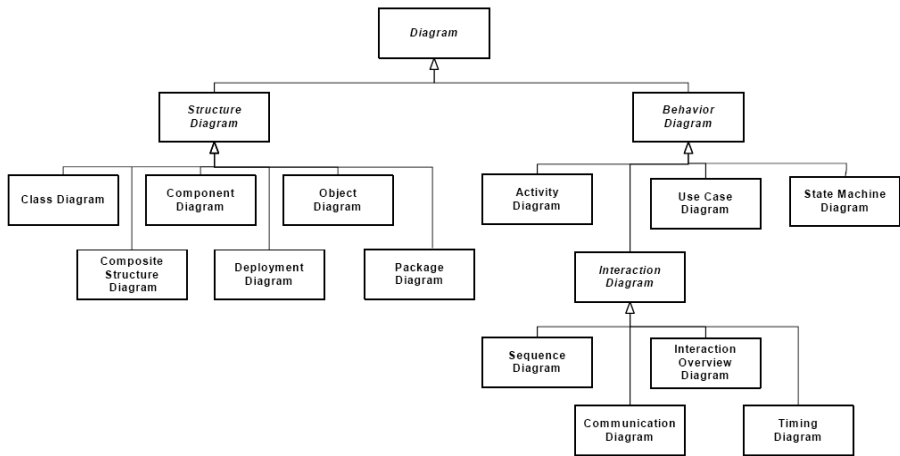 Diagram
Structure
Diagram
Behavior
Diagram
Class Diagram
Component
Diagram
Object
Diagram
Activity
Diagram
Use Case
Diagram
State Machine
Diagram
Composite
Structure
Diagram
Deployment
Diagram
Package
Diagram
Interaction
Diagram
Sequence
Diagram
Interaction
Overview
Diagram
Communication
Diagram
Timing
Diagram